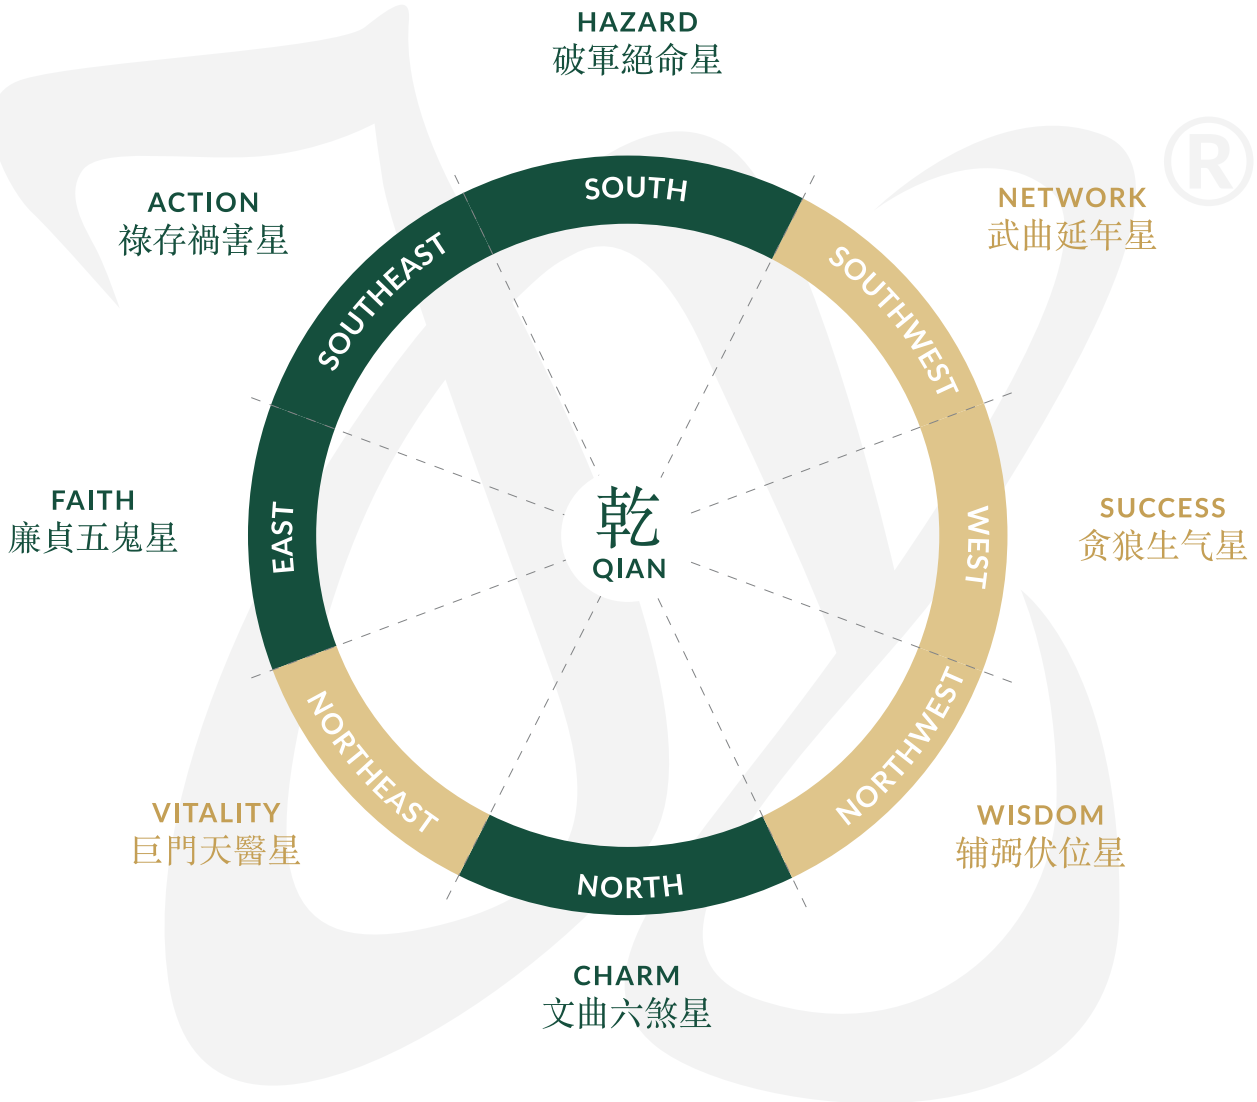 HAZARD
破軍絕命星
ACTION
祿存禍害星
NETWORK
武曲延年星
SOUTH
SOUTHEAST
SOUTHWEST
FAITH
廉貞五鬼星
EAST
乾
QIAN
WEST
SUCCESS
贪狼生气星
NORTHEAST
NORTHWEST
VITALITY
巨門天醫星
WISDOM
辅弼伏位星
NORTH
CHARM
文曲六煞星
®